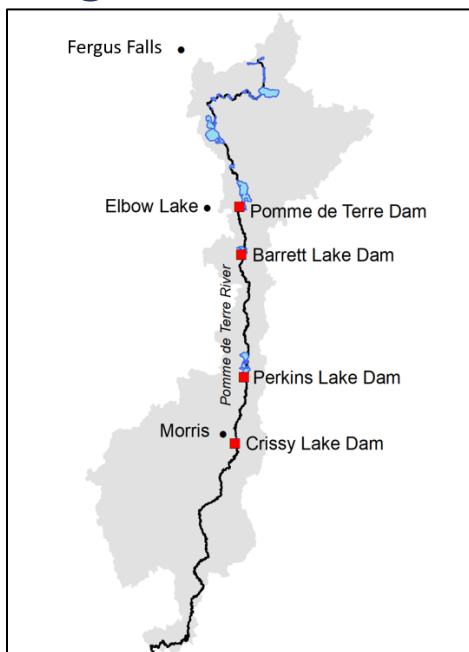 Fergus Falls
Elbow Lake
Pomme de Terre Dam
Barrett Lake Dam
Pomme de Terre River
Perkins Lake Dam
Morris
Crissy Lake Dam